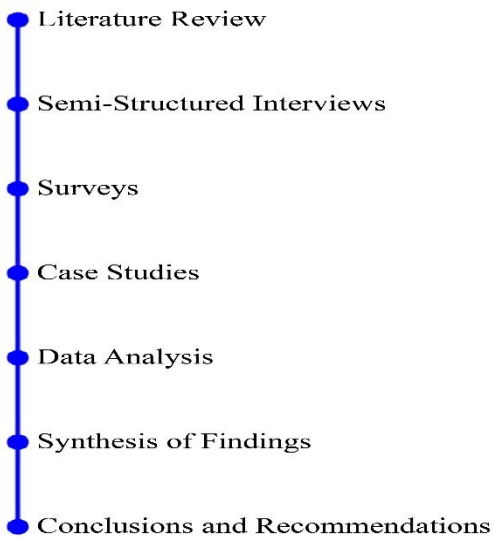 Literature Review
Semi-Structured Interviews
Surveys
Case Studies
Data Analysis
Synthesis of Findings
Conclusions and Recommendations